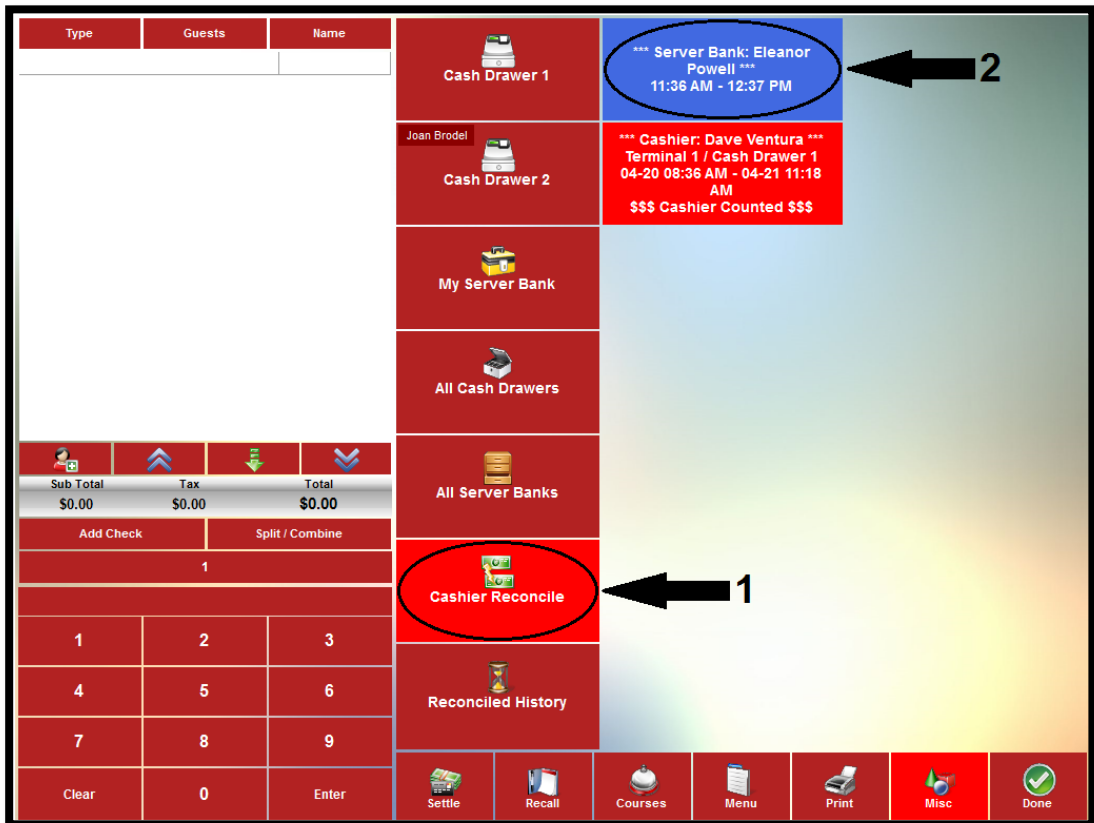 Type Guests Name
Cash Drawer 1
*** Server Bank: Eleanor
Powell ***
11:36 AM - 12:37 PM
2
Joan Brodel
Cash Drawer 2
*** Cashier: Dave Ventura ***
Terminal 1 / Cash Drawer 1
04-20 08:36 AM - 04-21 11:18
AM
$$$ Cashier Counted $$$
My Server Bank
All Cash Drawers
All Server Banks
Sub Total Tax Total
$0.00 $0.00 $0.00
Add Check Split / Combine
1
Cashier Reconcile
1
1 2 3
4 5 6
Reconciled History
7 8 9
Clear 0 Enter
Settle Recall Courses Menu Print Misc Done